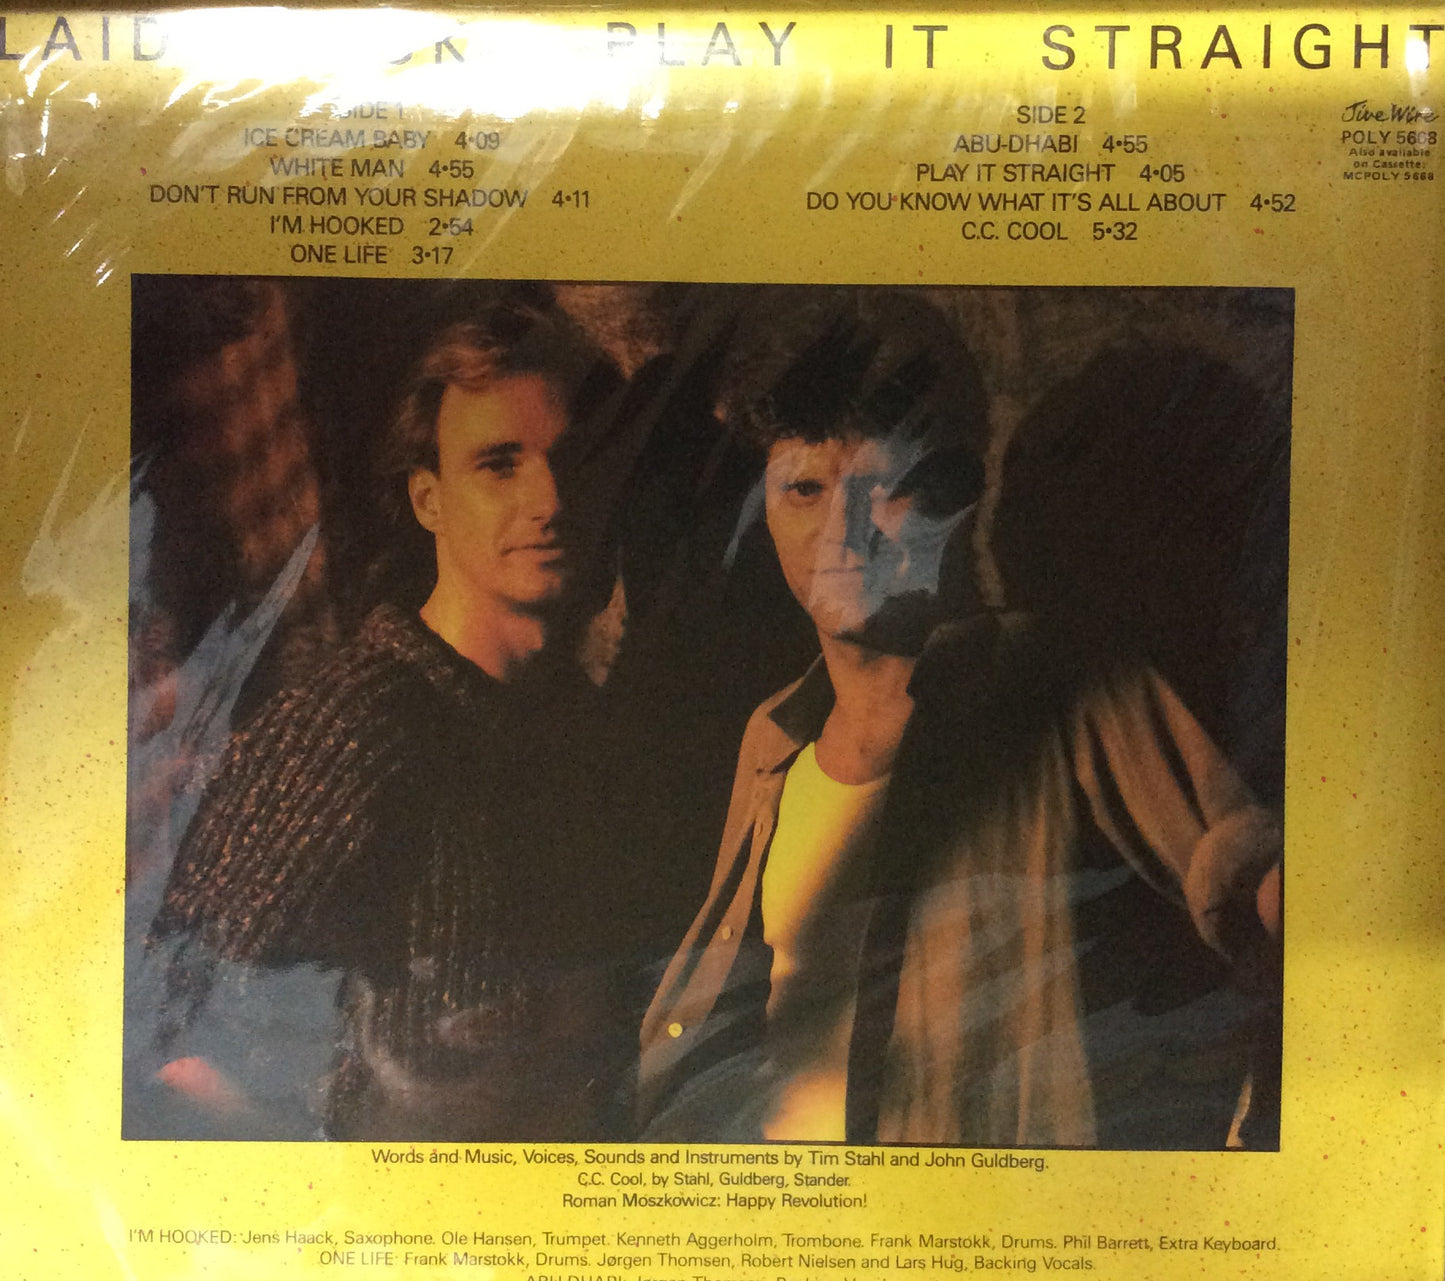 LAID PLAY IT STRAIGHT
SIDE 1
ICE CREAM BABY 4·09
WHITE MAN 4·55
DON'T RUN FROM YOUR SHADOW 4·11
I'M HOOKED 2·54
ONE LIFE 3·17
SIDE 2
ABU-DHABI 4·55
PLAY IT STRAIGHT 4·05
DO YOU KNOW WHAT IT'S ALL ABOUT 4·52
C.C. COOL 5·32
Jive Wire
POLY 5668
Also available
on Cassette:
MCPOLY 5668
Words and Music, Voices, Sounds and Instruments by Tim Stahl and John Guldberg.
C.C. Cool, by Stahl, Guldberg, Stander.
Roman Moszkowicz: Happy Revolution!
I'M HOOKED: Jens Haack, Saxophone. Ole Hansen, Trumpet. Kenneth Aggerholm, Trombone. Frank Marstokk, Drums. Phil Barrett, Extra Keyboard.
ONE LIFE: Frank Marstokk, Drums. Jørgen Thomsen, Robert Nielsen and Lars Hug, Backing Vocals.
ABU DHABI: Jørgen Thomsen,